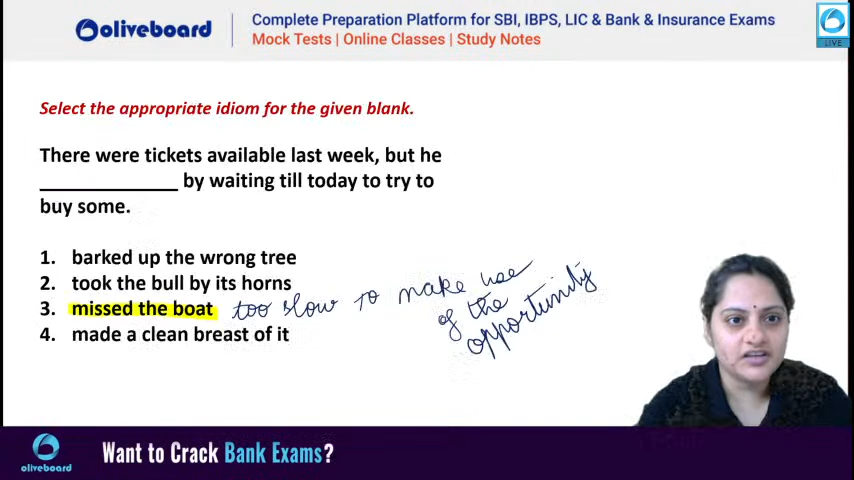 oliveboard
Complete Preparation Platform for SBI, IBPS, LIC & Bank & Insurance Exams
Mock Tests | Online Classes | Study Notes
oliveboard
LIVE
Select the appropriate idiom for the given blank.
There were tickets available last week, but he
_____________ by waiting till today to try to
buy some.
1. barked up the wrong tree
2. took the bull by its horns
3. missed the boat too slow to make use
of the
opportunity
4. made a clean breast of it
oliveboard
Want to Crack Bank Exams?